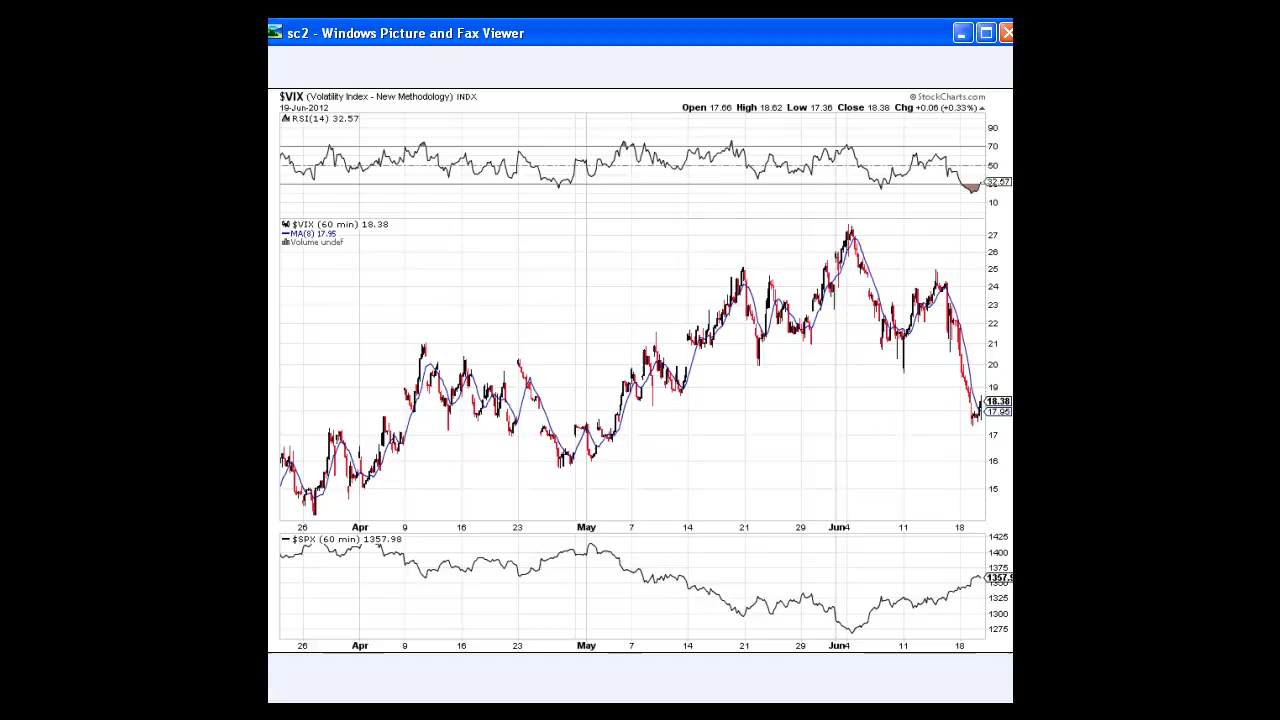 sc2 - Windows Picture and Fax Viewer
$VIX (Volatility Index - New Methodology) INDX
© StockCharts.com
19-Jun-2012
Open 17.66 High 18.62 Low 17.36 Close 18.38 Chg +0.06 (+0.33%)
RSI(14) 32.57
90
70
50
32.57
10
$VIX (60 min) 18.38
MA(8) 17.95
Volume undef
27
26
25
24
23
22
21
20
19
18.38
17.95
17
16
15
26 Apr 9 16 23 May 7 14 21 29 Jun4 11 18
$SPX (60 min) 1357.98
1425
1400
1375
1357.9
1325
1300
1275
26 Apr 9 16 23 May 7 14 21 29 Jun4 11 18